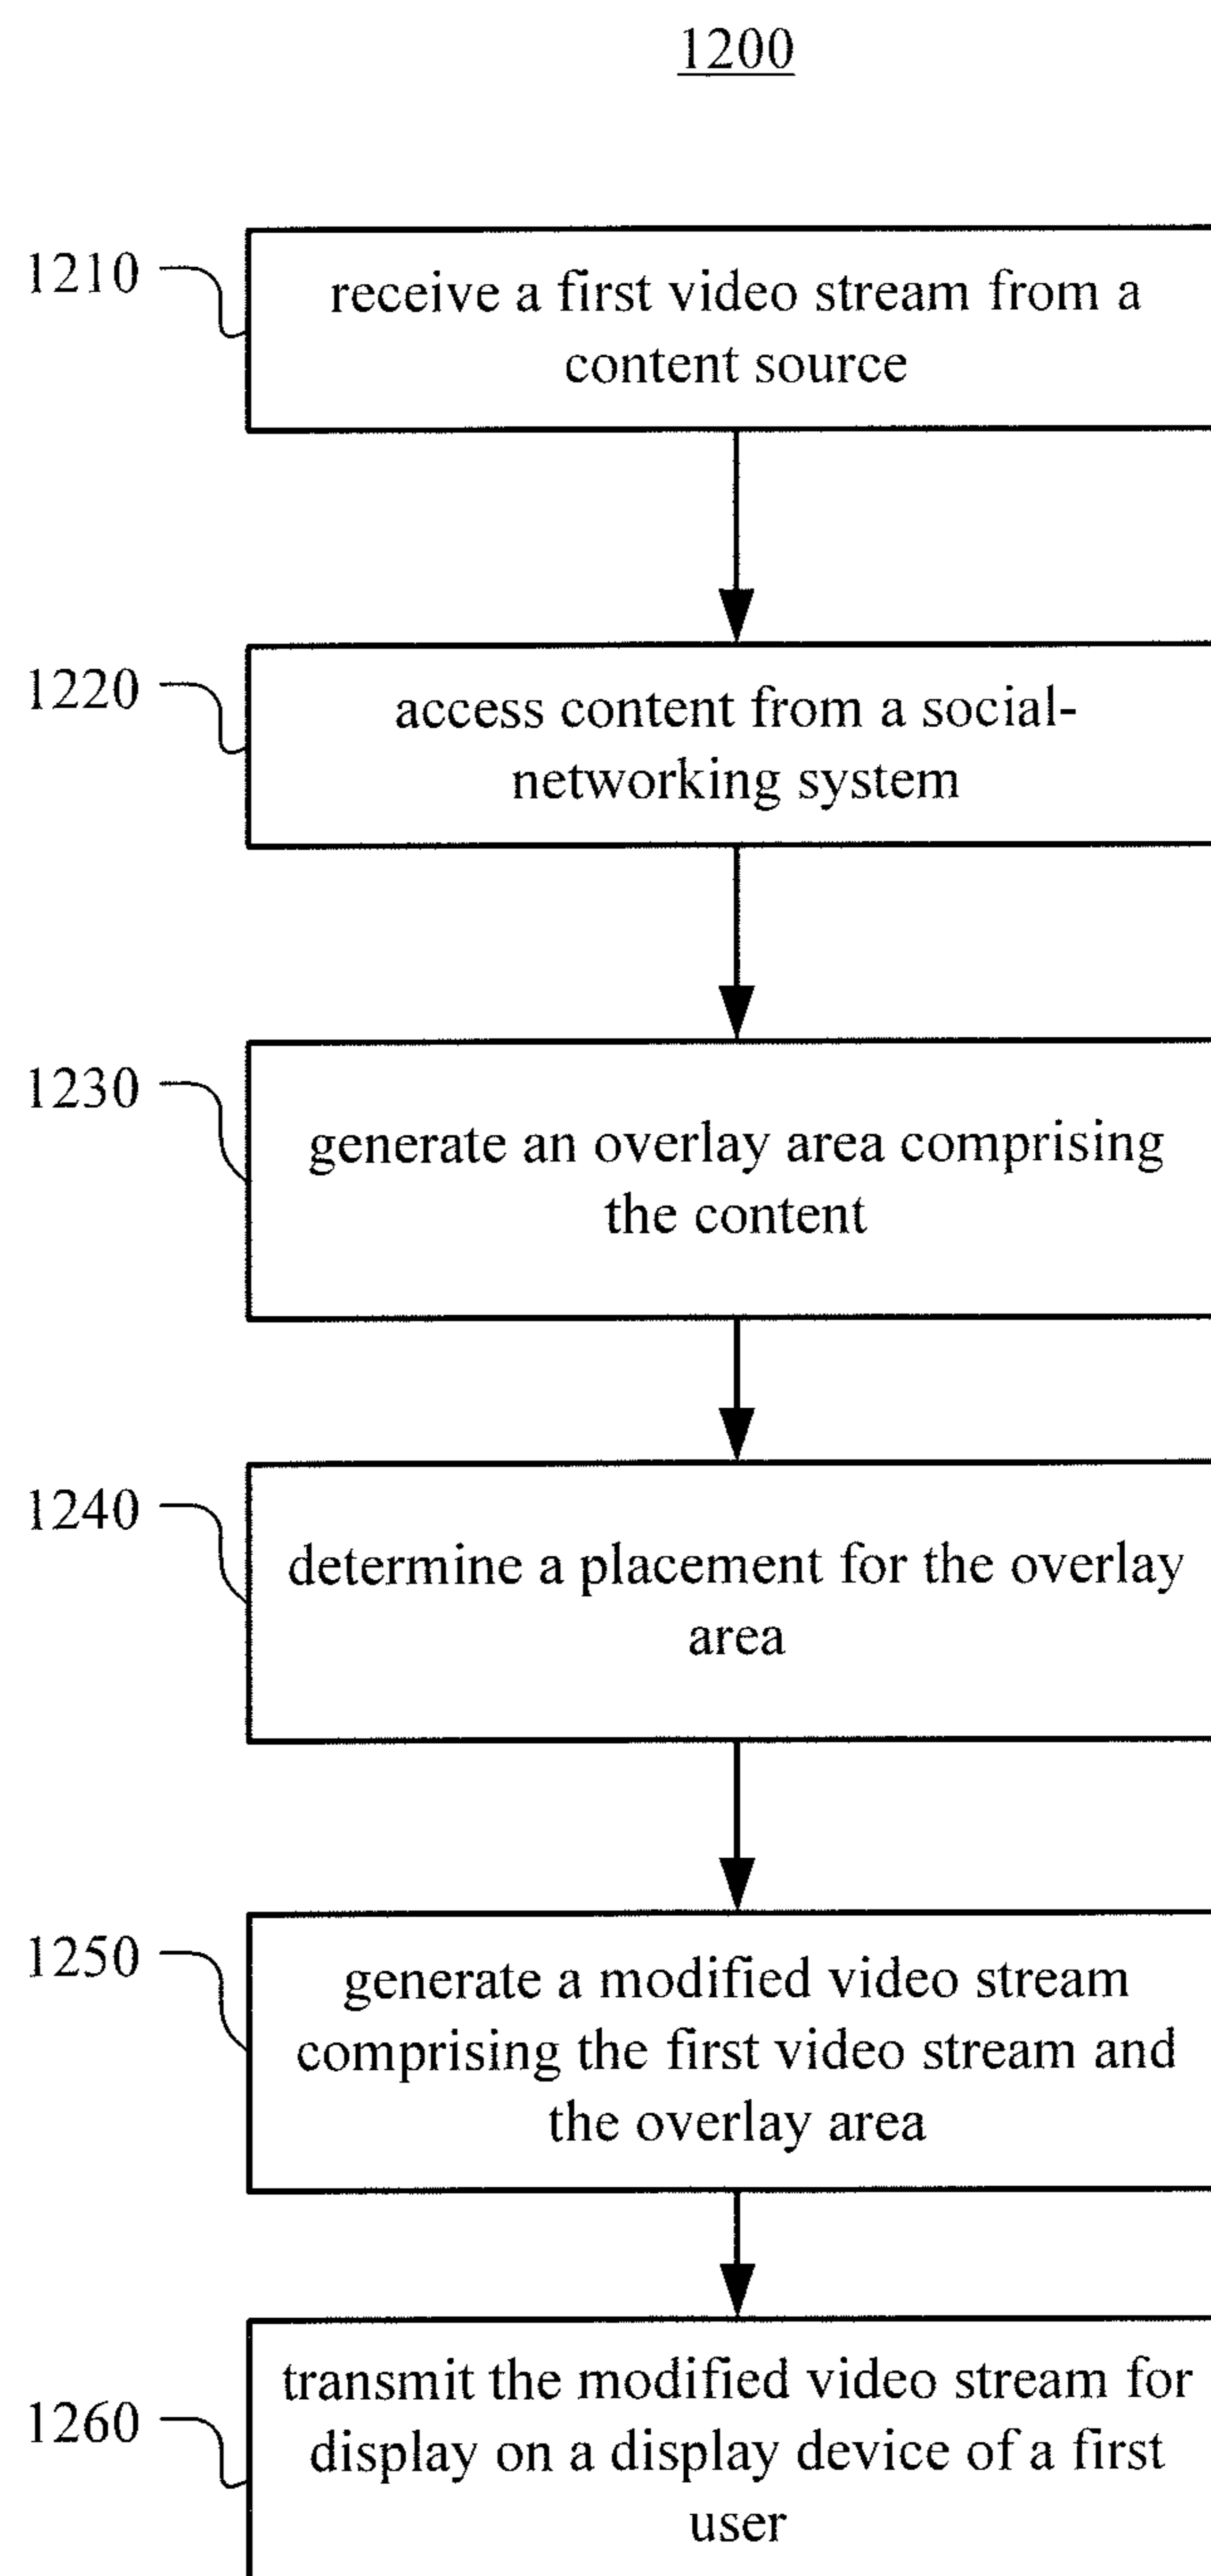 1200
1210
receive a first video stream from a
content source
1220
access content from a social-
networking system
1230
generate an overlay area comprising
the content
1240
determine a placement for the overlay
area
1250
generate a modified video stream
comprising the first video stream and
the overlay area
1260
transmit the modified video stream for
display on a display device of a first
user